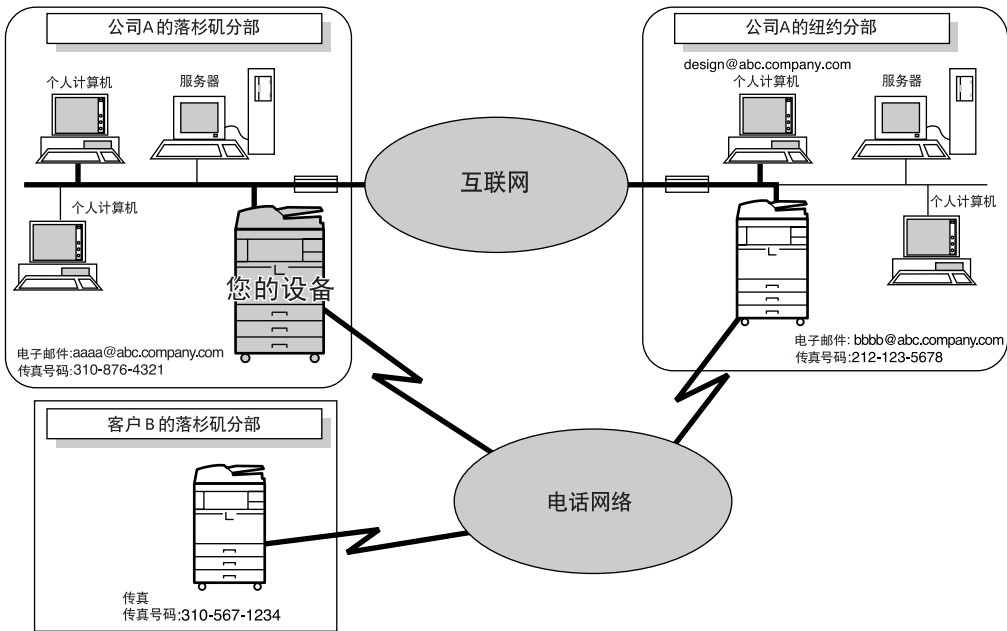 公司A的落杉矶分部
个人计算机
服务器
个人计算机
您的设备
电子邮件:aaaa@abc.company.com
传真号码:310-876-4321
互联网
公司A的纽约分部
design@abc.company.com
个人计算机
服务器
个人计算机
电子邮件: bbbb@abc.company.com
传真号码:212-123-5678
客户B的落杉矶分部
传真
传真号码:310-567-1234
电话网络